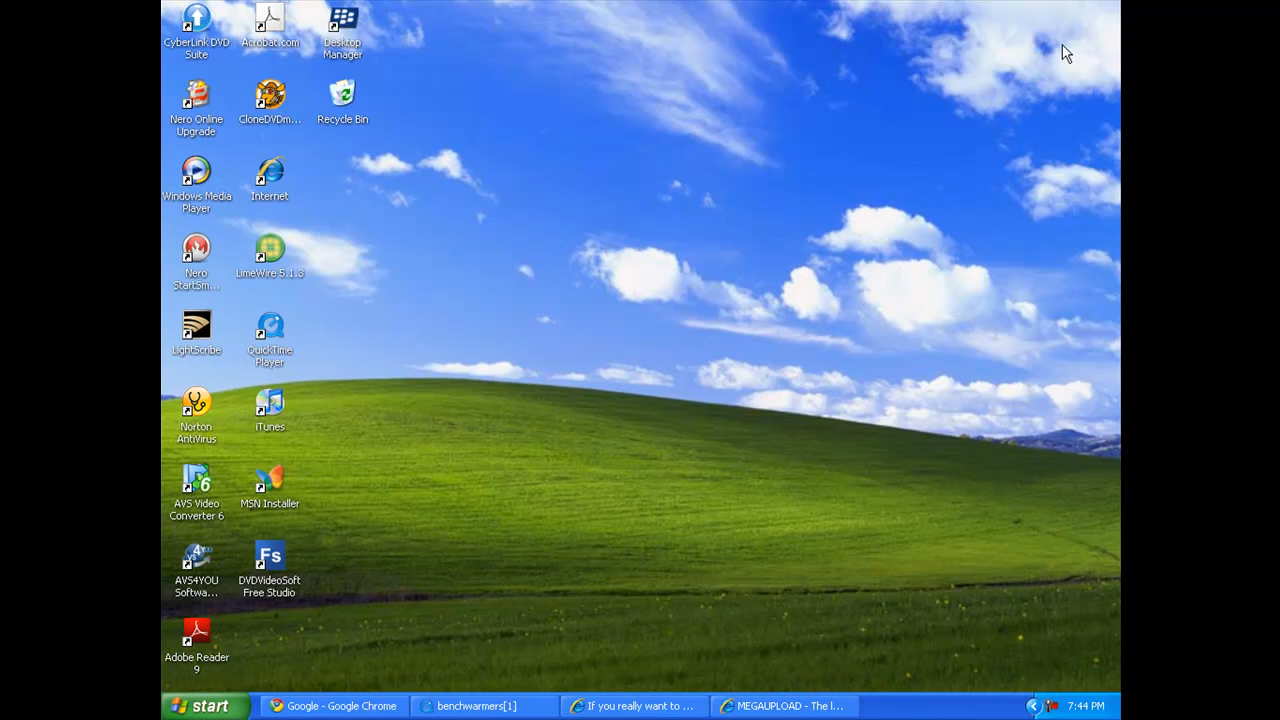 CyberLink DVD
Suite
Acrobat.com
Desktop
Manager
Nero Online
Upgrade
CloneDVDm...
Recycle Bin
Windows Media
Player
Internet
Nero
StartSm...
LimeWire 5.1.3
LightScribe
QuickTime
Player
Norton
AntiVirus
iTunes
AVS Video
Converter 6
MSN Installer
AVS4YOU
Softwa...
Fs
DVDVideoSoft
Free Studio
Adobe Reader
9
start
Google - Google Chrome
benchwarmers[1]
If you really want to ...
MEGAUPLOAD - The l...
7:44 PM